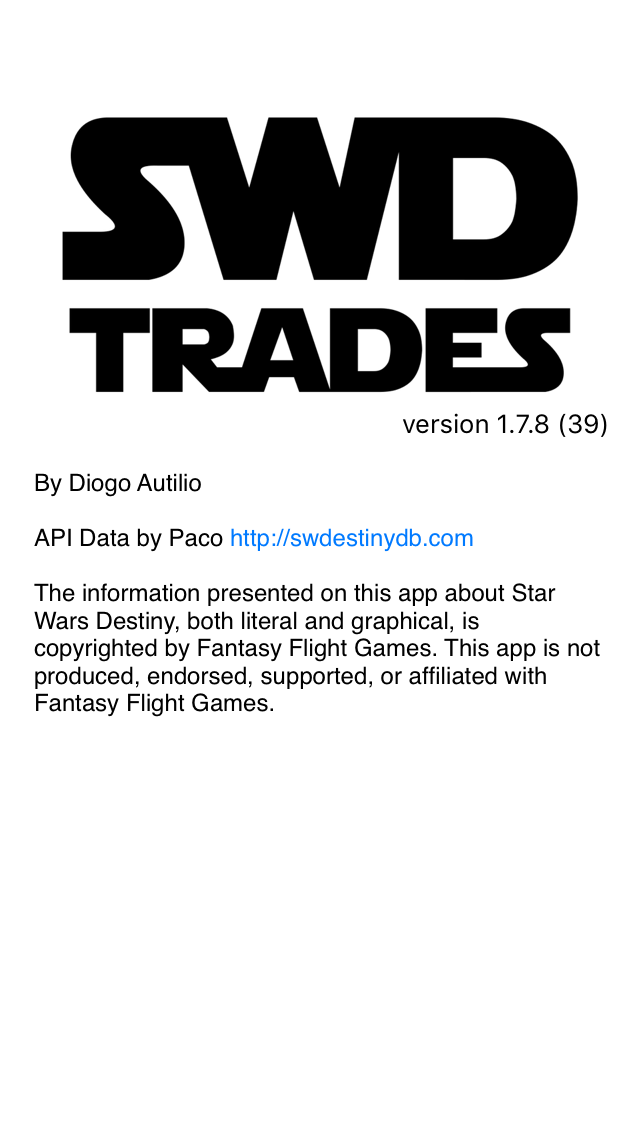 SWD
TRADES
version 1.7.8 (39)
By Diogo Autilio
API Data by Paco http://swdestinydb.com
The information presented on this app about Star
Wars Destiny, both literal and graphical, is
copyrighted by Fantasy Flight Games. This app is not
produced, endorsed, supported, or affiliated with
Fantasy Flight Games.